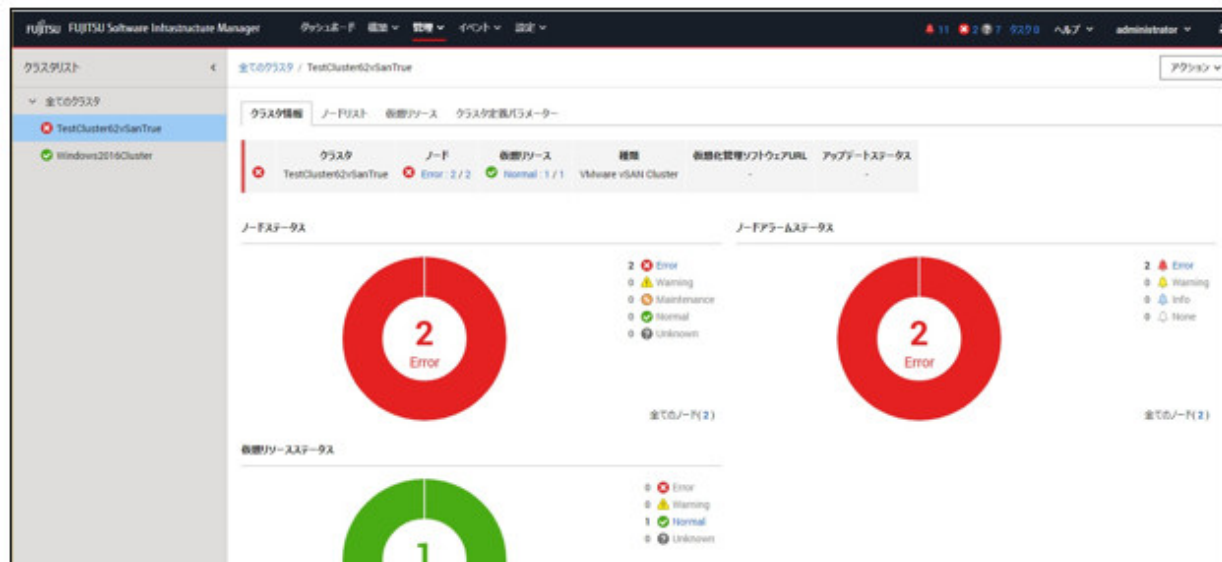 FUJITSU FUJITSU Software Infrastructure Manager ダッシュボード 構築 管理 イベント 設定 11 2 7 タスク 0 ヘルプ administrator
クラスタリスト
全てのクラスタ / TestCluster62vSanTrue アクション
全てのクラスタ
TestCluster62vSanTrue
Windows2016Cluster
クラスタ情報 ノードリスト 仮想リソース クラスタ定義パラメーター
クラスタ ノード 仮想リソース 種類 仮想化管理ソフトウェアURL アップデートステータス
TestCluster62vSanTrue Error : 2 / 2 Normal : 1 / 1 VMware vSAN Cluster - -
ノードステータス
2 Error
0 Warning
0 Maintenance
0 Normal
0 Unknown
2
Error
全てのノード(2)
ノードアラームステータス
2 Error
0 Warning
0 Info
0 None
2
Error
全てのノード(2)
仮想リソースステータス
0 Error
0 Warning
1 Normal
0 Unknown
1